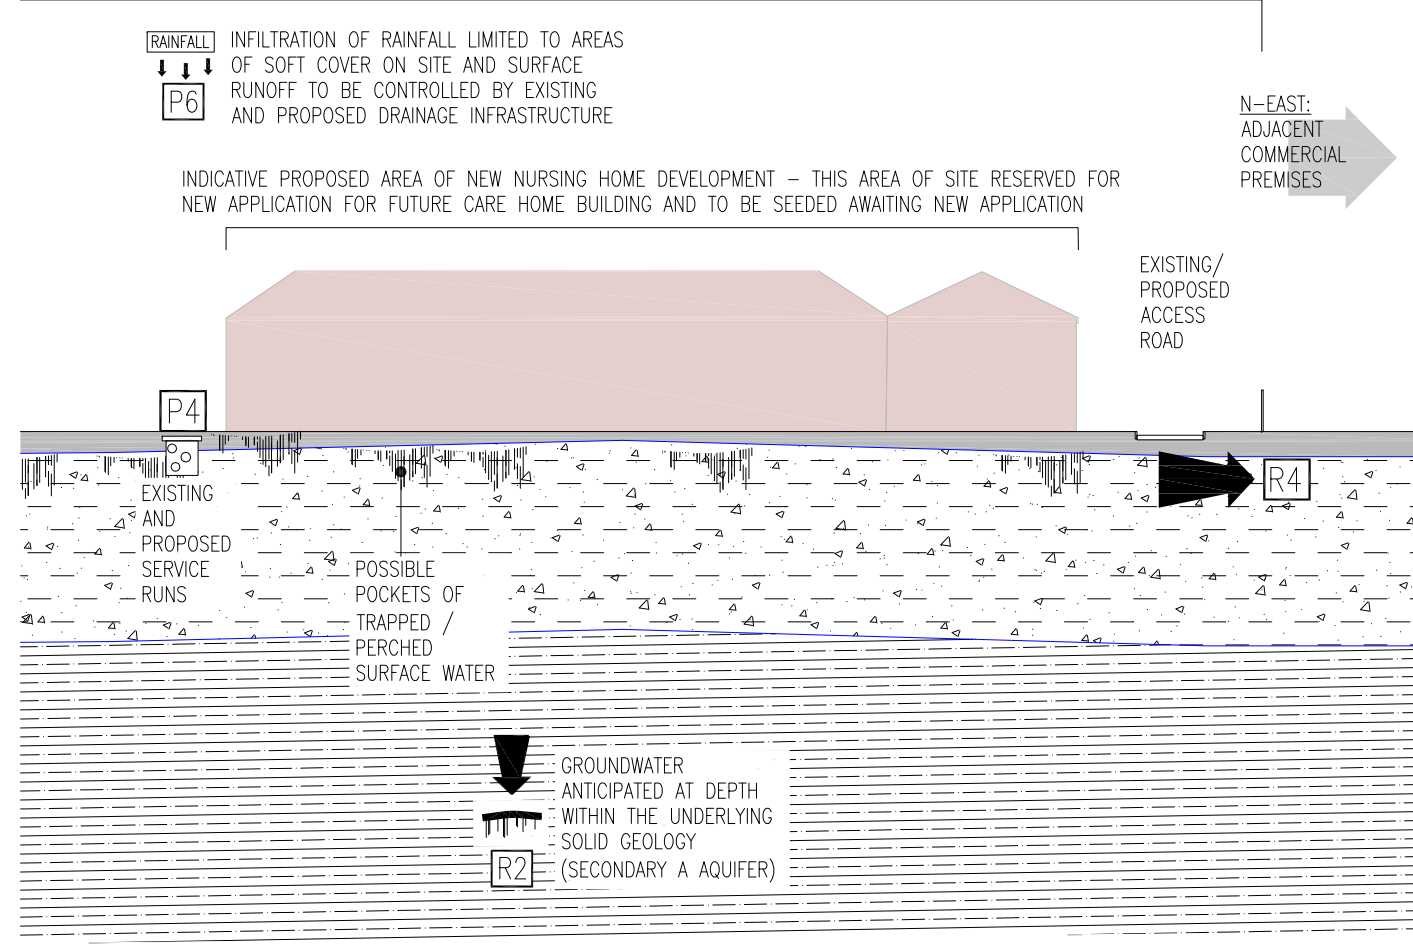 RAINFALL
INFILTRATION OF RAINFALL LIMITED TO AREAS
OF SOFT COVER ON SITE AND SURFACE
RUNOFF TO BE CONTROLLED BY EXISTING
AND PROPOSED DRAINAGE INFRASTRUCTURE
P6
N-EAST:
ADJACENT
COMMERCIAL
PREMISES
INDICATIVE PROPOSED AREA OF NEW NURSING HOME DEVELOPMENT – THIS AREA OF SITE RESERVED FOR
NEW APPLICATION FOR FUTURE CARE HOME BUILDING AND TO BE SEEDED AWAITING NEW APPLICATION
EXISTING/
PROPOSED
ACCESS
ROAD
P4
R4
EXISTING
AND
PROPOSED
SERVICE
RUNS
POSSIBLE
POCKETS OF
TRAPPED /
PERCHED
SURFACE WATER
GROUNDWATER
ANTICIPATED AT DEPTH
WITHIN THE UNDERLYING
SOLID GEOLOGY
(SECONDARY A AQUIFER)
R2